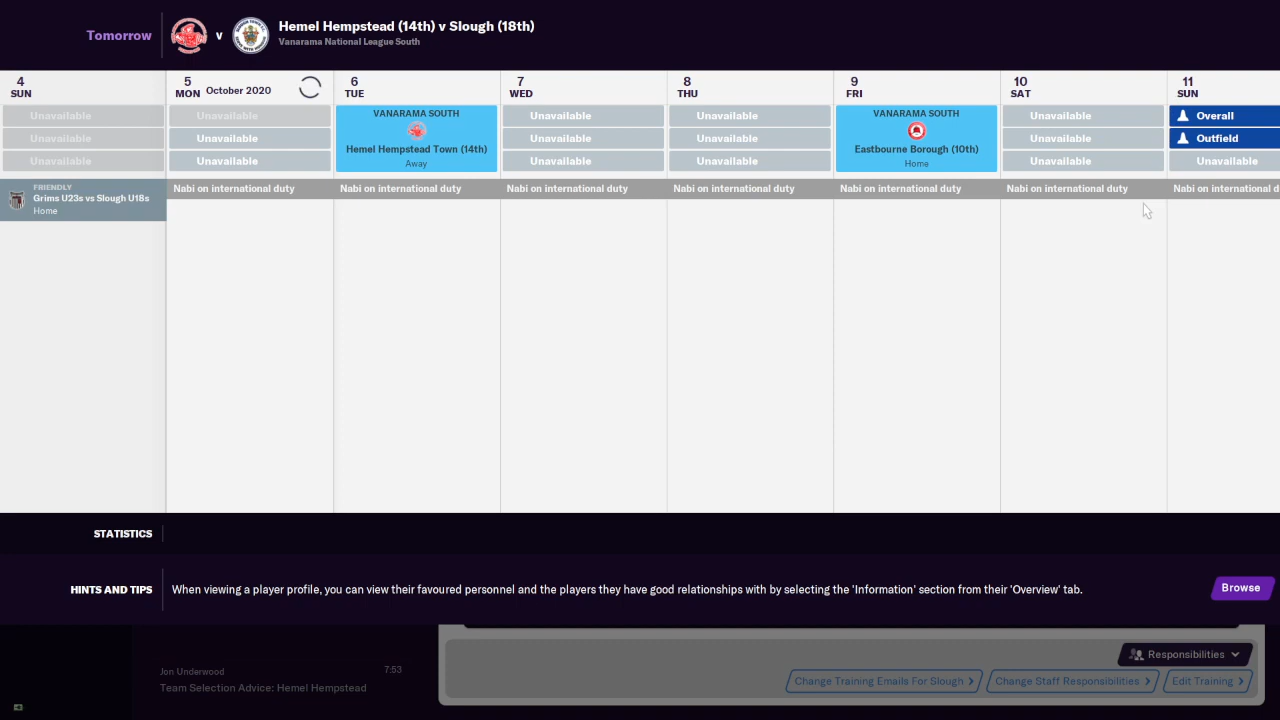 Tomorrow
v
Hemel Hempstead (14th) v Slough (18th)
Vanarama National League South
4
SUN
5
MON
October 2020
6
TUE
7
WED
8
THU
9
FRI
10
SAT
11
SUN
Unavailable
Unavailable
VANARAMA SOUTH
Unavailable
Unavailable
VANARAMA SOUTH
Unavailable
Overall
Unavailable
Unavailable
Unavailable
Unavailable
Unavailable
Outfield
Hemel Hempstead Town (14th)
Eastbourne Borough (10th)
Unavailable
Unavailable
Away
Unavailable
Unavailable
Home
Unavailable
Unavailable
FRIENDLY
Grims U23s vs Slough U18s
Home
Nabi on international duty
Nabi on international duty
Nabi on international duty
Nabi on international duty
Nabi on international duty
Nabi on international duty
Nabi on international d
STATISTICS
HINTS AND TIPS
When viewing a player profile, you can view their favoured personnel and the players they have good relationships with by selecting the 'Information' section from their 'Overview' tab.
Browse
Responsibilities
Jon Underwood
7:53
Team Selection Advice: Hemel Hempstead
Change Training Emails For Slough >
Change Staff Responsibilities >
Edit Training >